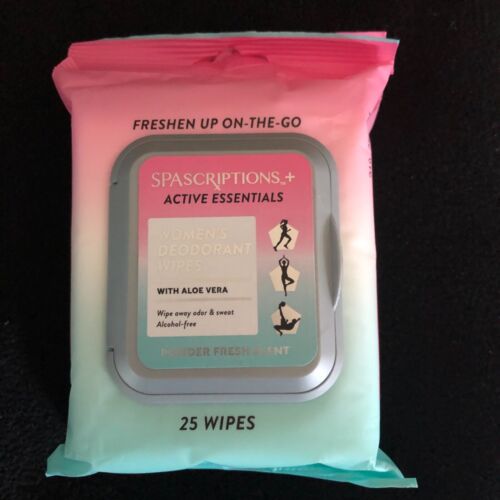 FRESHEN UP ON-THE-GO
SPASCRIPTIONS™+
ACTIVE ESSENTIALS
WOMEN'S
DEODORANT
WIPES
WITH ALOE VERA
Wipe away odor & sweat
Alcohol-free
POWDER FRESH SCENT
25 WIPES